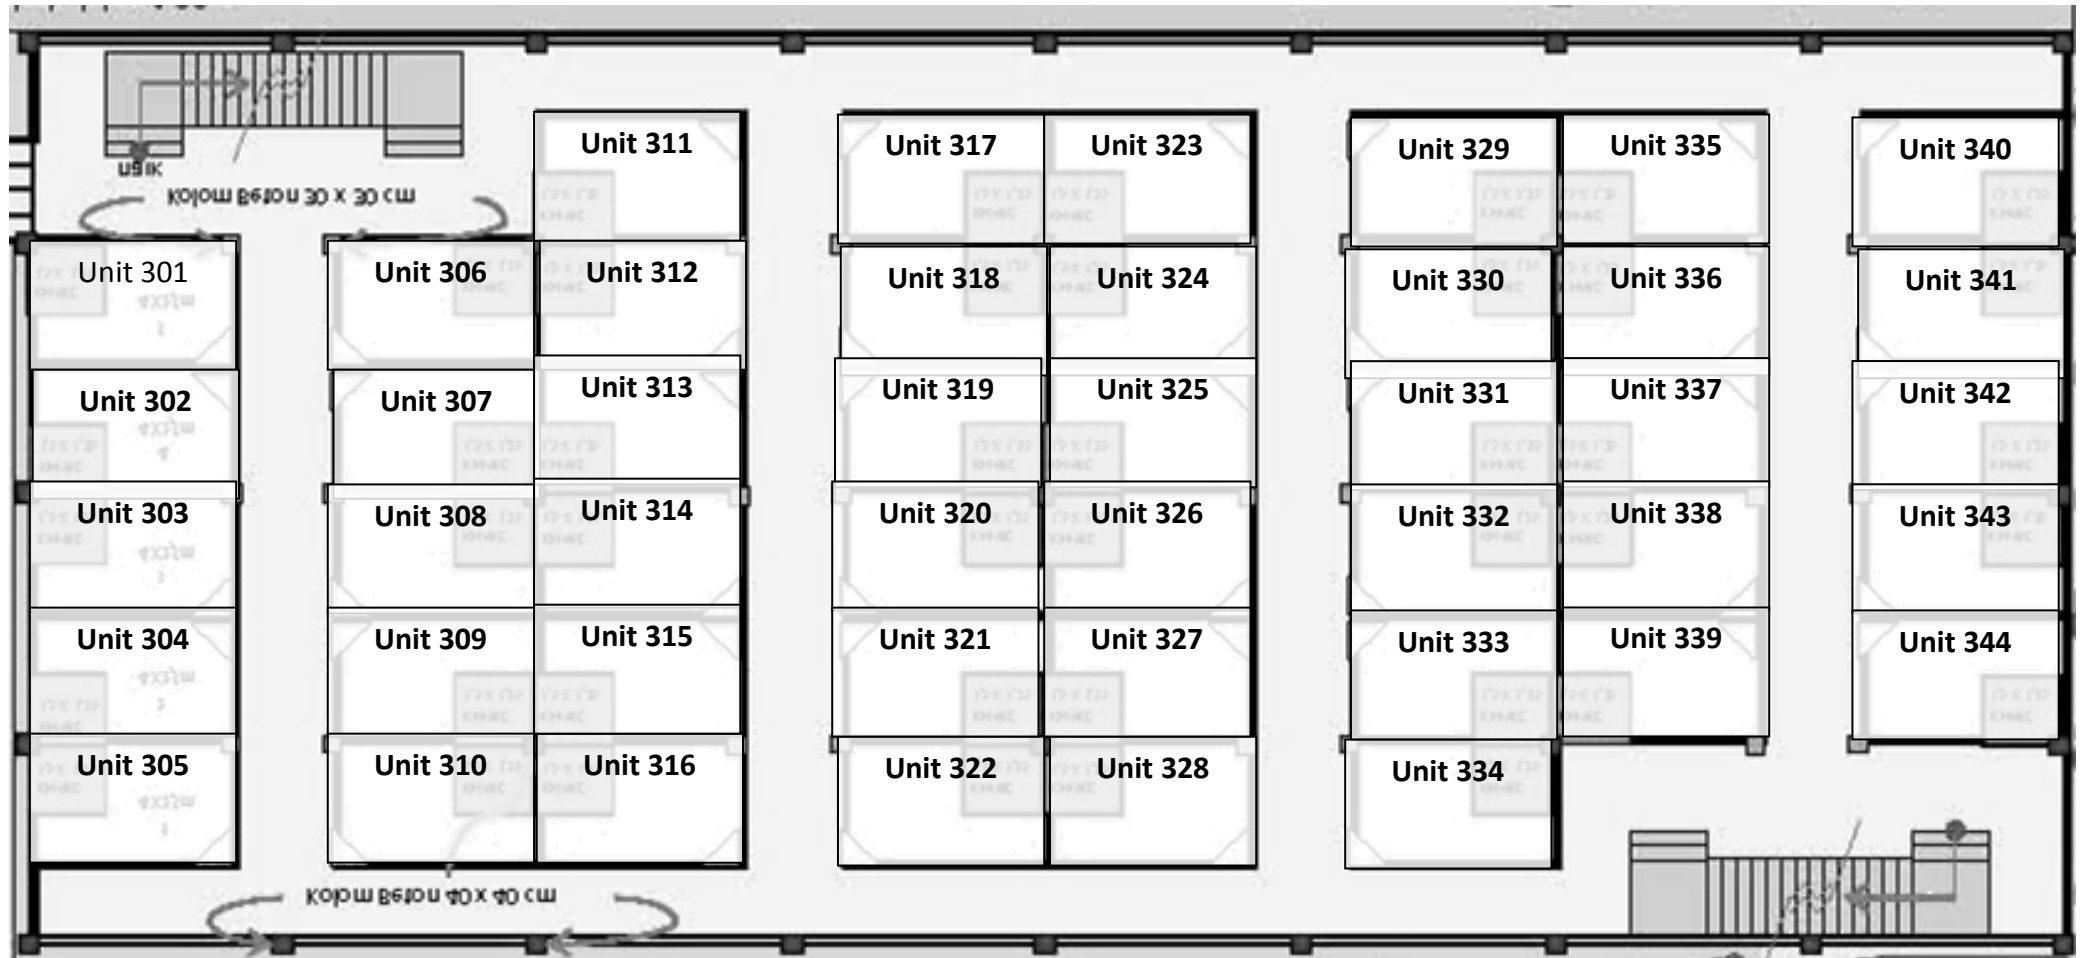 naik
Kolom Beton 30 x 30 cm
Unit 311
Unit 317
Unit 323
Unit 329
Unit 335
Unit 340
Unit 301
Unit 306
Unit 312
Unit 318
Unit 324
Unit 330
Unit 336
Unit 341
Unit 302
Unit 307
Unit 313
Unit 319
Unit 325
Unit 331
Unit 337
Unit 342
Unit 303
Unit 308
Unit 314
Unit 320
Unit 326
Unit 332
Unit 338
Unit 343
Unit 304
Unit 309
Unit 315
Unit 321
Unit 327
Unit 333
Unit 339
Unit 344
Unit 305
Unit 310
Unit 316
Unit 322
Unit 328
Unit 334
Kolom Beton 40 x 40 cm